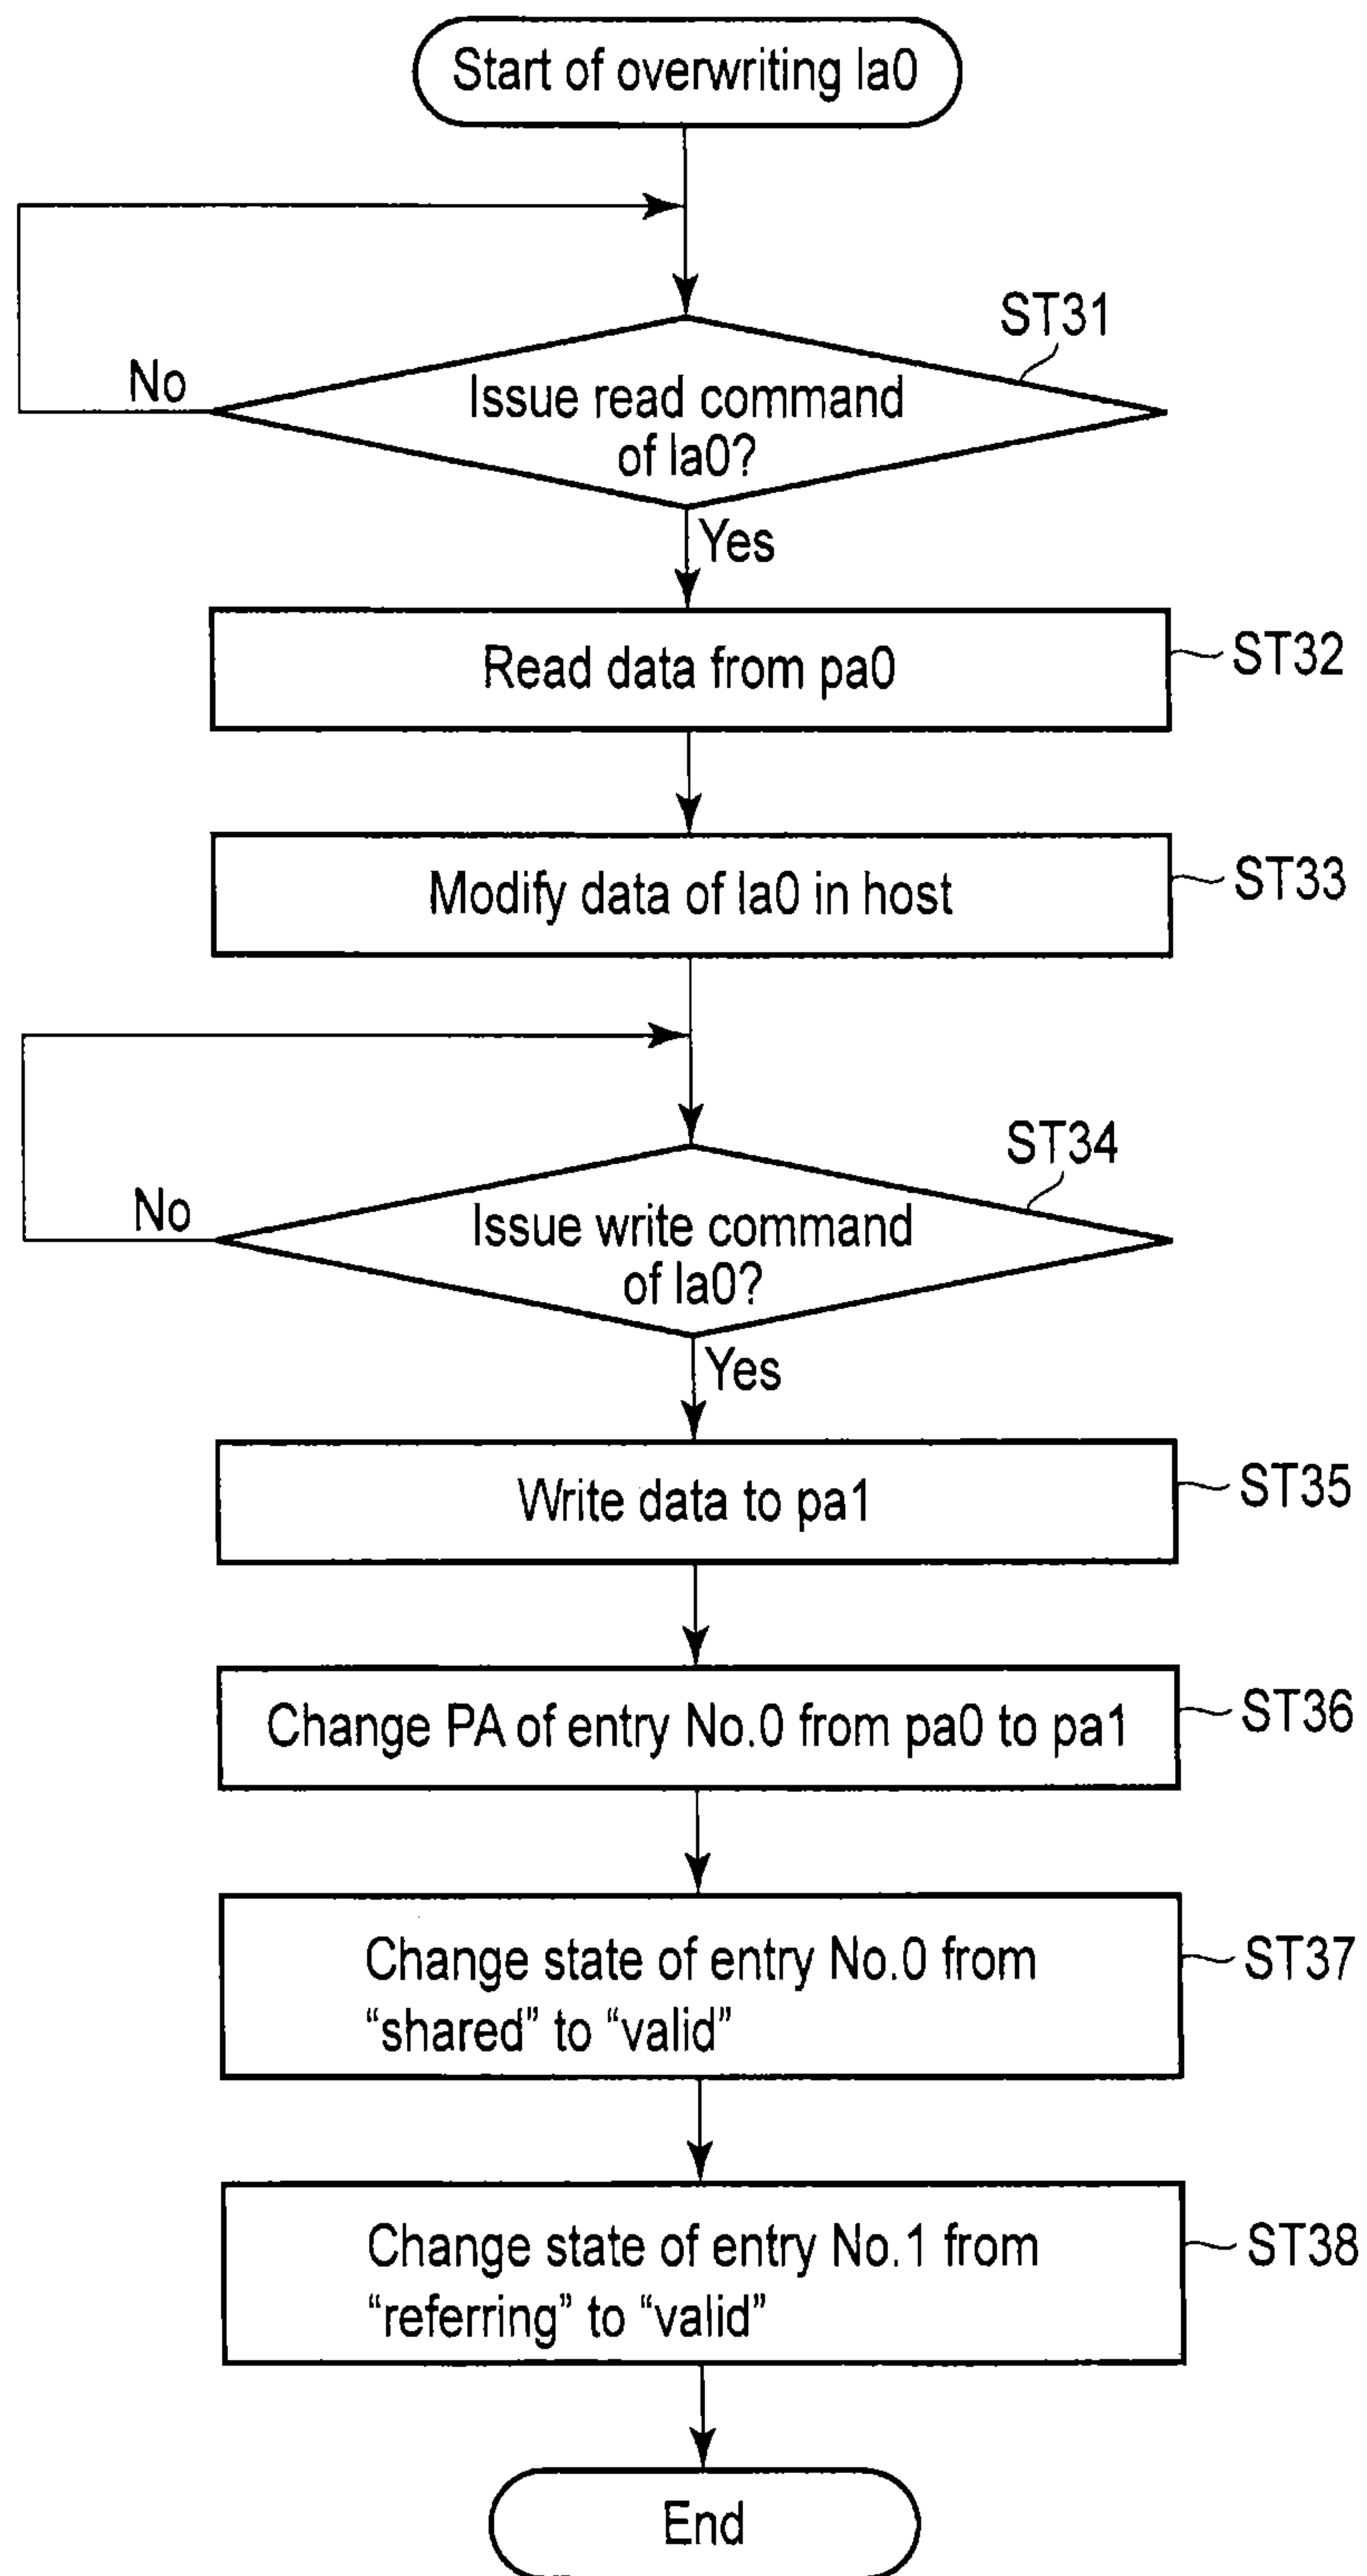 Start of overwriting la0
ST31
No
Issue read command
of la0?
Yes
Read data from pa0
ST32
Modify data of la0 in host
ST33
ST34
No
Issue write command
of la0?
Yes
Write data to pa1
ST35
Change PA of entry No.0 from pa0 to pa1
ST36
Change state of entry No.0 from
“shared” to “valid”
ST37
Change state of entry No.1 from
“referring” to “valid”
ST38
End